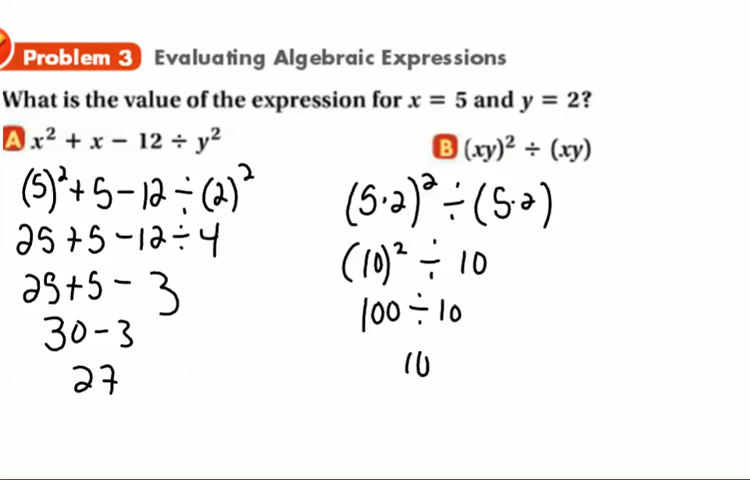 Problem 3 Evaluating Algebraic Expressions
What is the value of the expression for x = 5 and y = 2?
A x² + x − 12 ÷ y²
(5)² + 5 − 12 ÷ (2)²
25 + 5 − 12 ÷ 4
25 + 5 − 3
30 − 3
27
B (xy)² ÷ (xy)
(5·2)² ÷ (5·2)
(10)² ÷ 10
100 ÷ 10
10